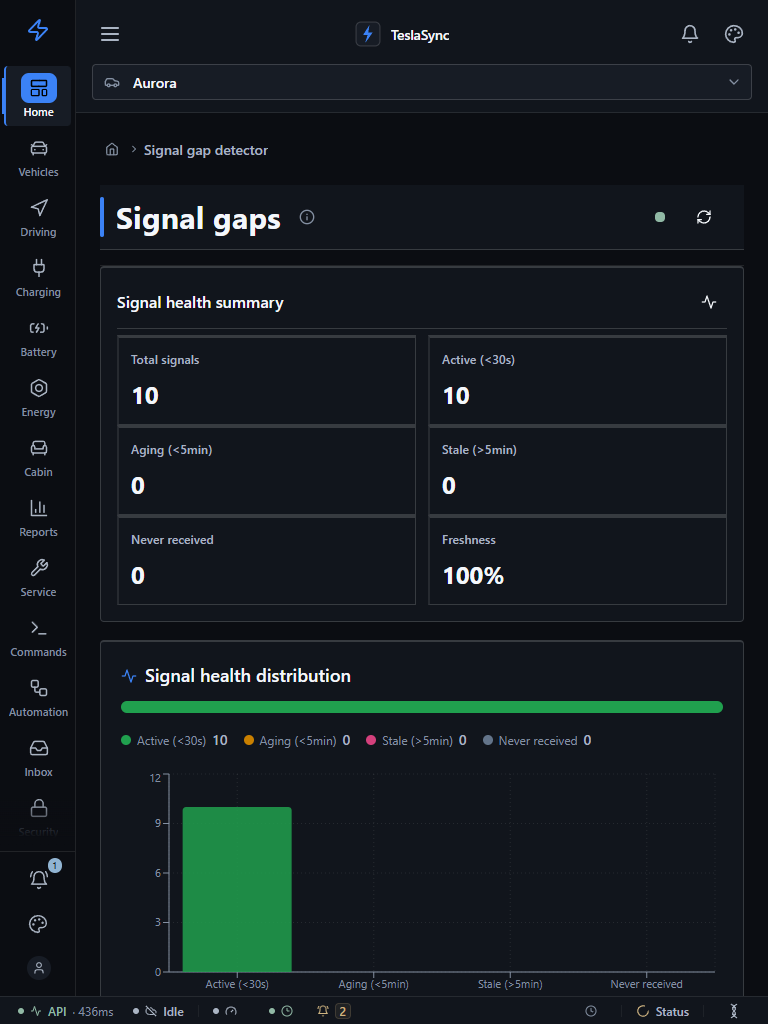 TeslaSync
Aurora
Home
Vehicles
Driving
Charging
Battery
Energy
Cabin
Reports
Service
Commands
Automation
Inbox
Security
1
Signal gap detector
Signal gaps
Signal health summary
Total signals
10
Active (<30s)
10
Aging (<5min)
0
Stale (>5min)
0
Never received
0
Freshness
100%
Signal health distribution
Active (<30s) 10 Aging (<5min) 0 Stale (>5min) 0 Never received 0
12
9
6
3
0
Active (<30s) Aging (<5min) Stale (>5min) Never received
API · 436ms Idle 2 Status